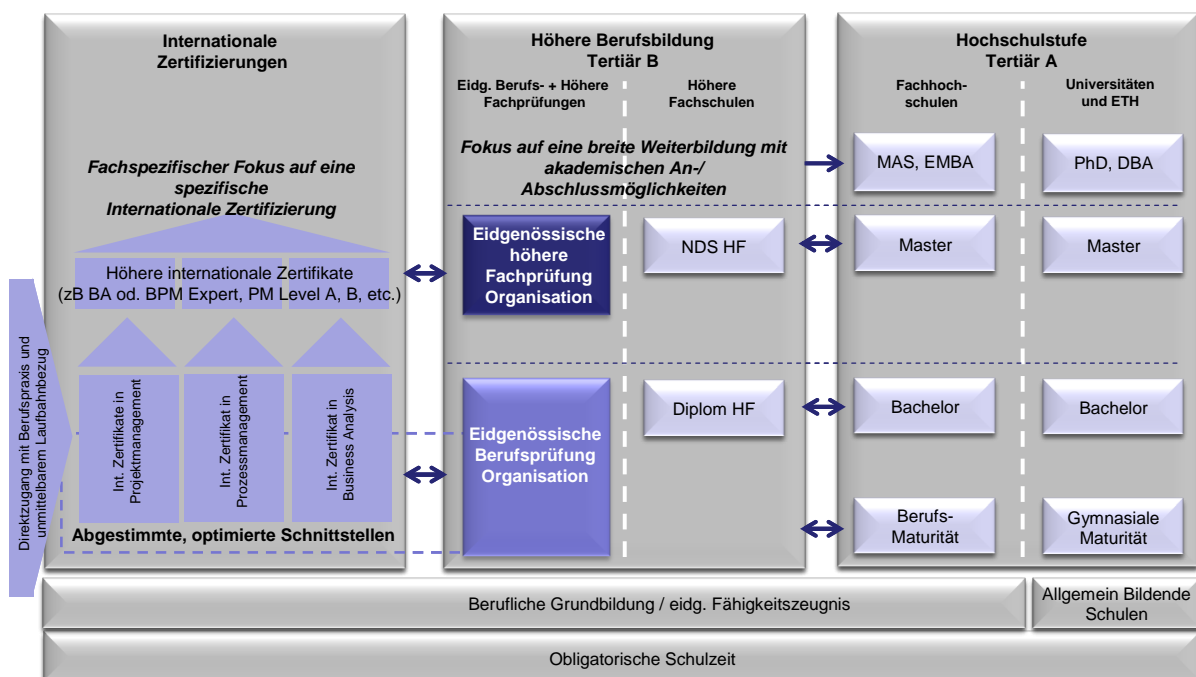 Internationale
Zertifizierungen
Fachspezifischer Fokus auf eine
spezifische
Internationale Zertifizierung
Höhere internationale Zertifikate
(zB BA od. BPM Expert, PM Level A, B, etc.)
Direktzugang mit Berufspraxis und
unmittelbarem Laufbahnbezug
Int. Zertifikate in
Projektmanagement
Int. Zertifikat in
Prozessmanagement
Int. Zertifikat in
Business Analysis
Abgestimmte, optimierte Schnittstellen
Höhere Berufsbildung
Tertiär B
Eidg. Berufs- + Höhere
Fachprüfungen
Höhere
Fachschulen
Fokus auf eine breite Weiterbildung mit
akademischen An-/
Abschlussmöglichkeiten
Eidgenössische
höhere
Fachprüfung
Organisation
NDS HF
Eidgenössische
Berufsprüfung
Organisation
Diplom HF
Hochschulstufe
Tertiär A
Fachhoch-
schulen
Universitäten
und ETH
MAS, EMBA
PhD, DBA
Master
Master
Bachelor
Bachelor
Berufs-
Maturität
Gymnasiale
Maturität
Berufliche Grundbildung / eidg. Fähigkeitszeugnis
Allgemein Bildende
Schulen
Obligatorische Schulzeit